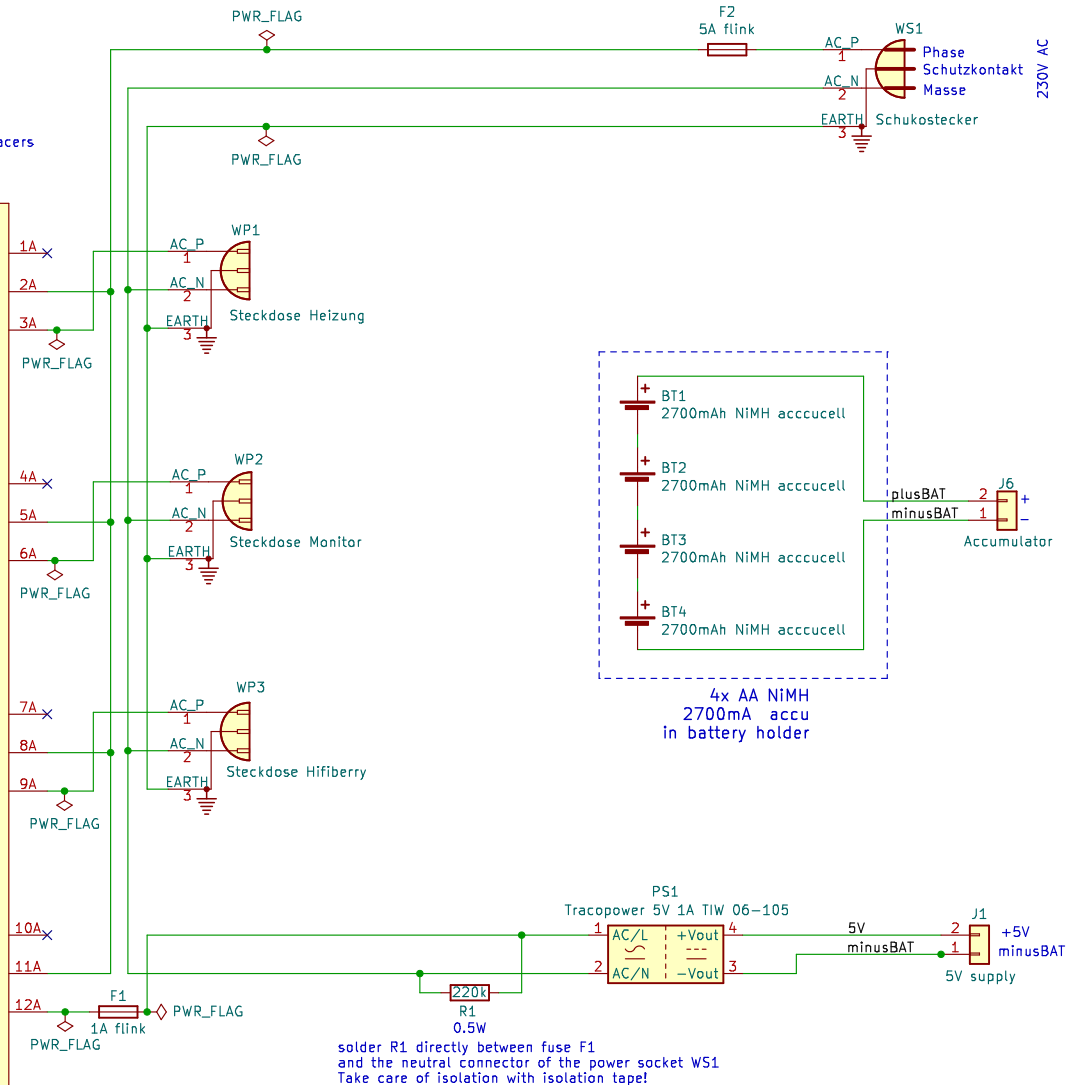 PWR_FLAG
F2
5A flink
WS1
AC_P
1
Phase
Schutzkontakt
230V AC
AC_N
2
Masse
EARTH
3
Schukostecker
PWR_FLAG
acers
WP1
1A
AC_P
1
2A
AC_N
2
3A
EARTH
3
Steckdose Heizung
PWR_FLAG
BT1
2700mAh NiMH acccucell
WP2
4A
AC_P
1
BT2
2700mAh NiMH acccucell
J6
plusBAT
2
+
minusBAT
1
-
5A
AC_N
2
Steckdose Monitor
BT3
2700mAh NiMH acccucell
Accumulator
6A
EARTH
3
PWR_FLAG
BT4
2700mAh NiMH acccucell
WP3
4x AA NiMH
2700mA accu
in battery holder
7A
AC_P
1
8A
AC_N
2
Steckdose Hifiberry
9A
EARTH
3
PWR_FLAG
PS1
Tracopower 5V 1A TIW 06-105
J1
10A
1
AC/L
+Vout
4
5V
2
+5V
minusBAT
1
minusBAT
11A
2
AC/N
-Vout
3
5V supply
F1
12A
1A flink
PWR_FLAG
PWR_FLAG
220k
R1
0.5W
solder R1 directly between fuse F1
and the neutral connector of the power socket WS1
Take care of isolation with isolation tape!